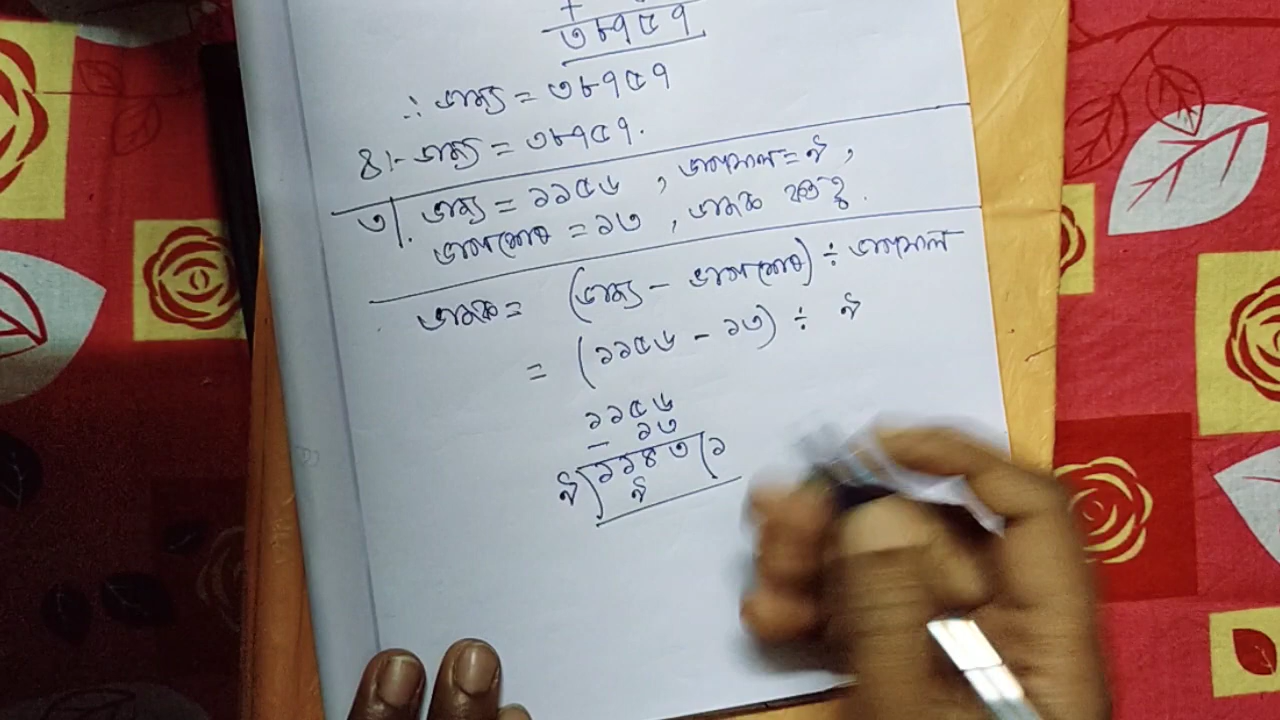 +
৩৮৭৫৭
∴ ভাজ্য = ৩৮৭৫৭
৪।- ভাজ্য = ৩৮৭৫৭.
৩|. ভাজ্য = ১১৫৬ , ভাগফল = ৯ ,
ভাগশেষ = ১৩ , ভাজক কত ?
ভাজক = (ভাজ্য - ভাগশেষ) ÷ ভাগফল
= (১১৫৬ - ১৩) ÷ ৯
১১৫৬
- ১৩
৯)১১৪৩(১
৯